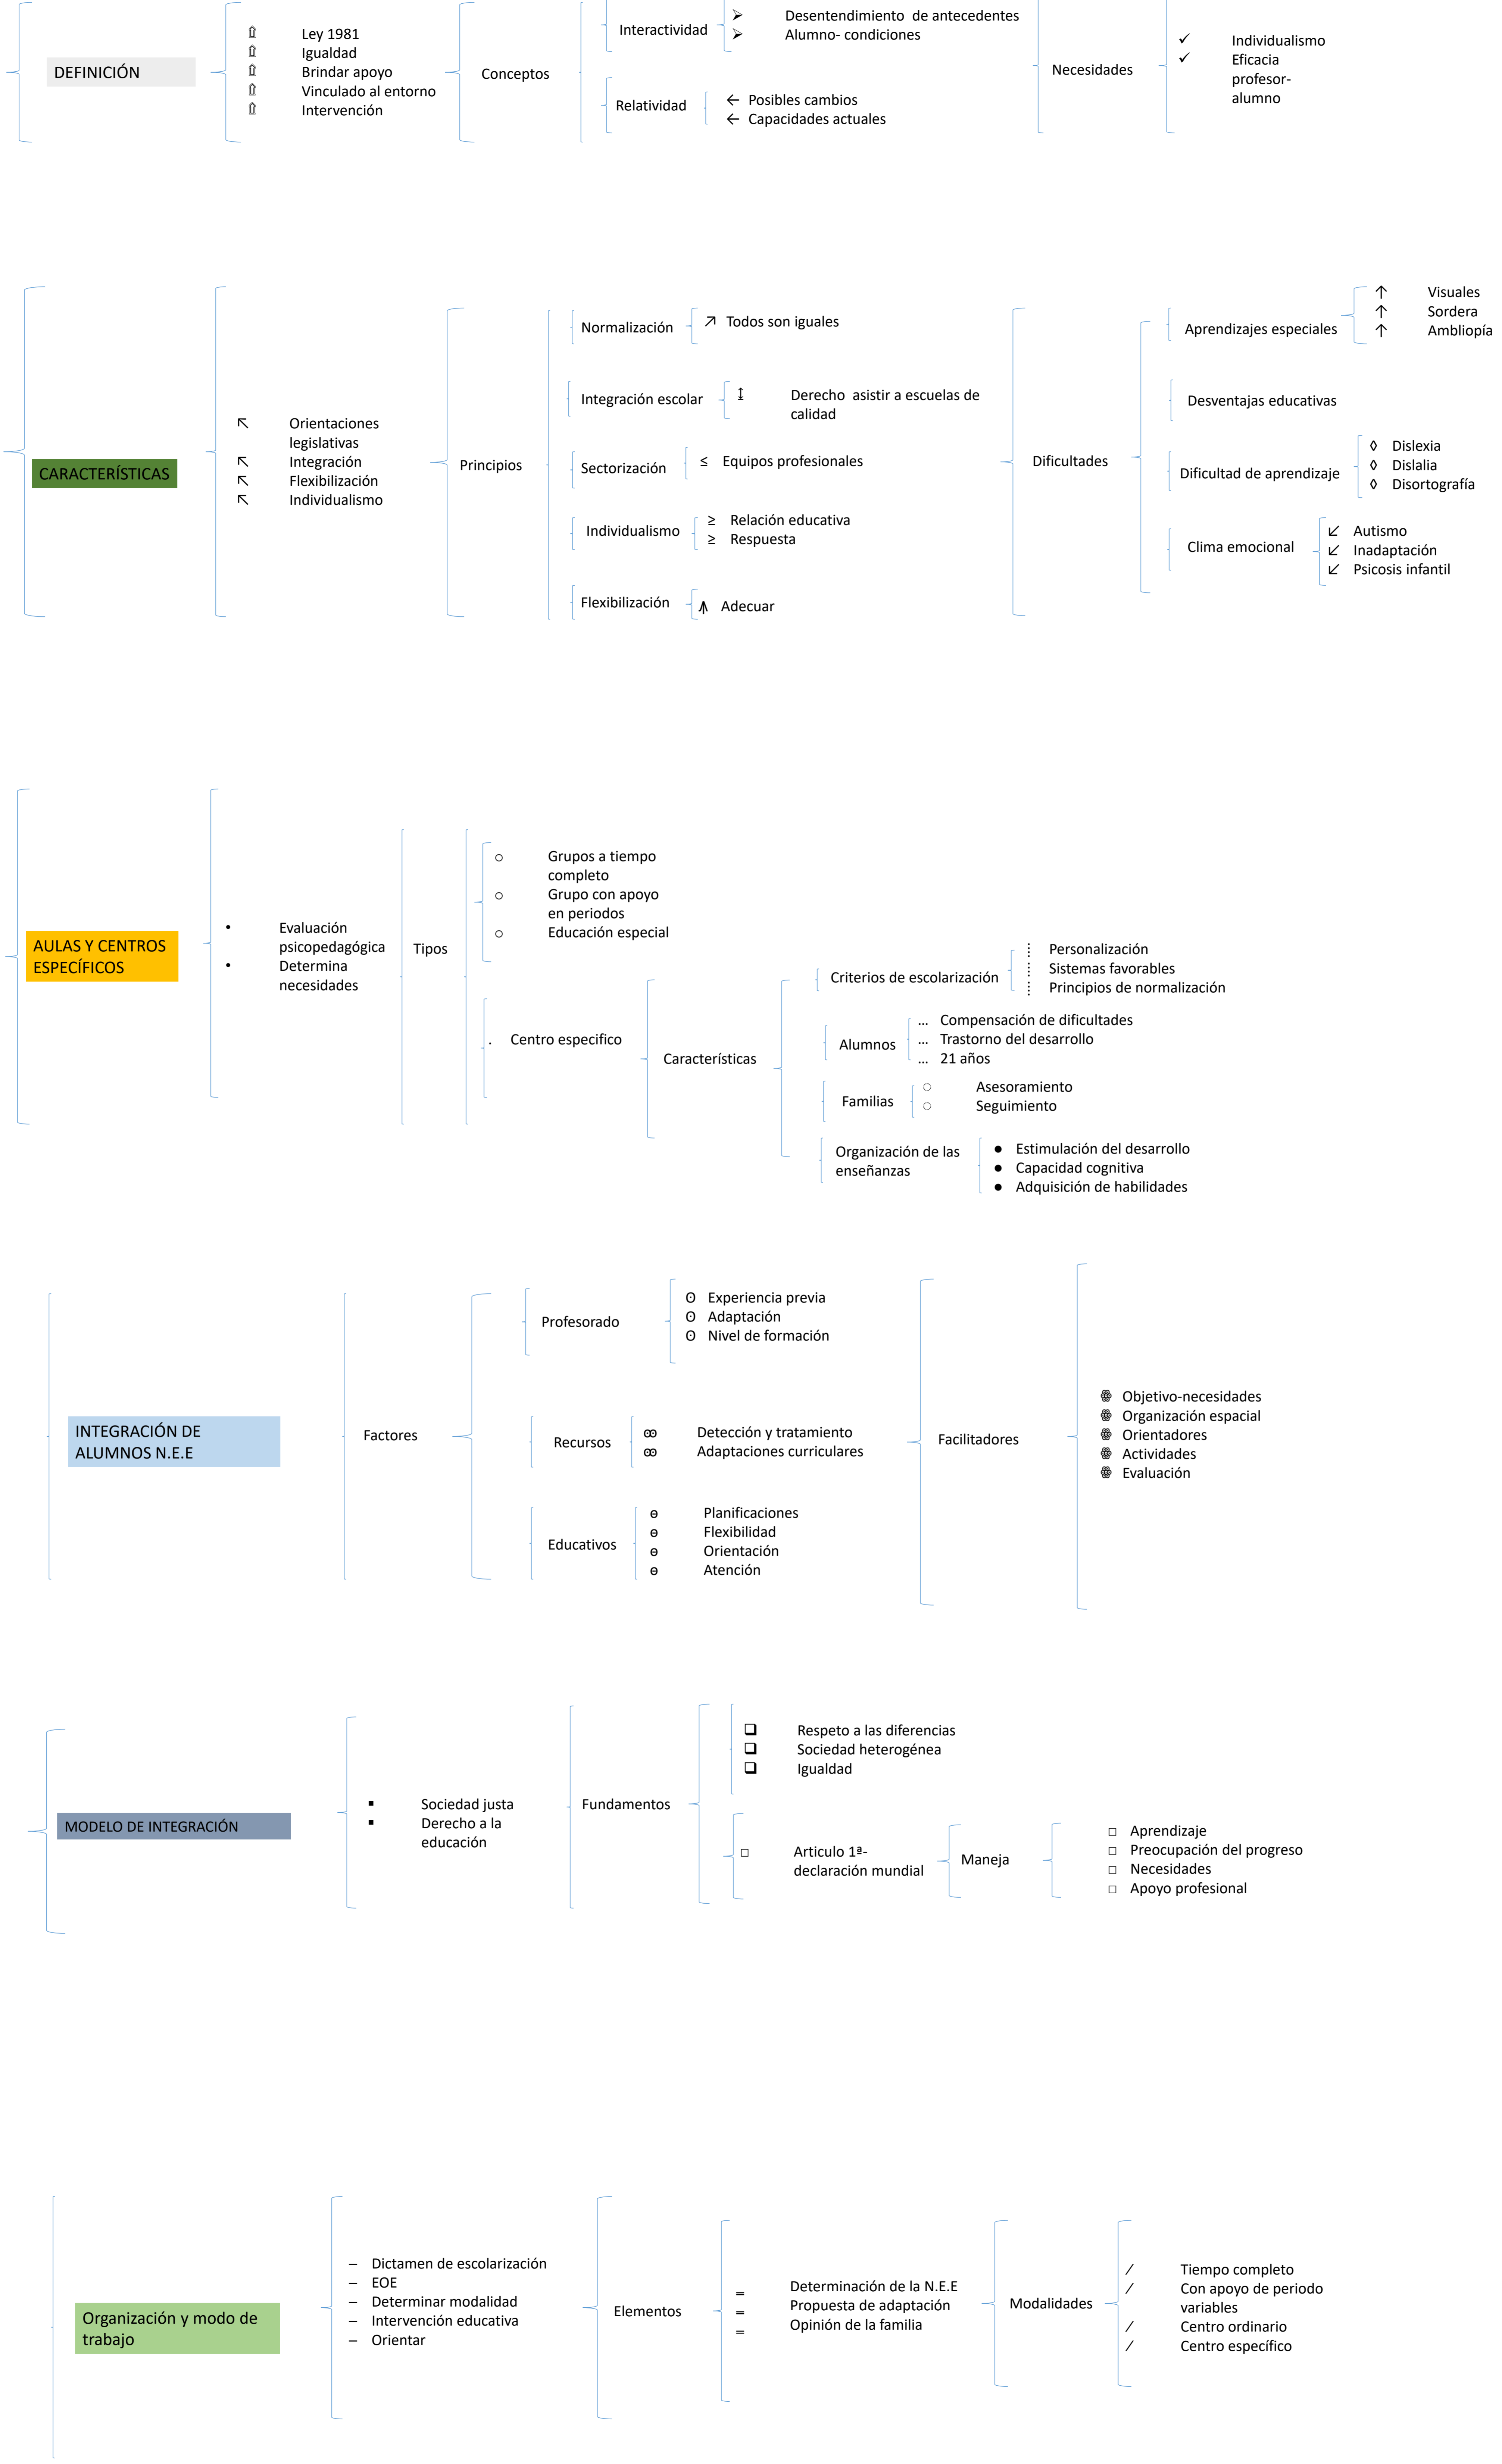 DEFINICIÓN
Ley 1981
Igualdad
Brindar apoyo
Vinculado al entorno
Intervención
Conceptos
Interactividad
Desentendimiento de antecedentes
Alumno- condiciones
Relatividad
Posibles cambios
Capacidades actuales
Necesidades
Individualismo
Eficacia
profesor-
alumno
CARACTERÍSTICAS
Orientaciones
legislativas
Integración
Flexibilización
Individualismo
Principios
Normalización
Todos son iguales
Integración escolar
Derecho asistir a escuelas de
calidad
Sectorización
≤ Equipos profesionales
Individualismo
≥ Relación educativa
≥ Respuesta
Flexibilización
Adecuar
Dificultades
Aprendizajes especiales
Visuales
Sordera
Ambliopía
Desventajas educativas
Dificultad de aprendizaje
Dislexia
Dislalia
Disortografía
Clima emocional
Autismo
Inadaptación
Psicosis infantil
AULAS Y CENTROS
ESPECÍFICOS
Evaluación
psicopedagógica
Determina
necesidades
Tipos
Grupos a tiempo
completo
Grupo con apoyo
en periodos
Educación especial
. Centro especifico
Características
Criterios de escolarización
Personalización
Sistemas favorables
Principios de normalización
Alumnos
… Compensación de dificultades
… Trastorno del desarrollo
… 21 años
Familias
Asesoramiento
Seguimiento
Organización de las
enseñanzas
Estimulación del desarrollo
Capacidad cognitiva
Adquisición de habilidades
INTEGRACIÓN DE
ALUMNOS N.E.E
Factores
Profesorado
Experiencia previa
Adaptación
Nivel de formación
Recursos
Detección y tratamiento
Adaptaciones curriculares
Educativos
Planificaciones
Flexibilidad
Orientación
Atención
Facilitadores
Objetivo-necesidades
Organización espacial
Orientadores
Actividades
Evaluación
MODELO DE INTEGRACIÓN
Sociedad justa
Derecho a la
educación
Fundamentos
Respeto a las diferencias
Sociedad heterogénea
Igualdad
Articulo 1ª-
declaración mundial
Maneja
Aprendizaje
Preocupación del progreso
Necesidades
Apoyo profesional
Organización y modo de
trabajo
– Dictamen de escolarización
– EOE
– Determinar modalidad
– Intervención educativa
– Orientar
Elementos
= Determinación de la N.E.E
= Propuesta de adaptación
= Opinión de la familia
Modalidades
⁄ Tiempo completo
⁄ Con apoyo de periodo
variables
⁄ Centro ordinario
⁄ Centro específico